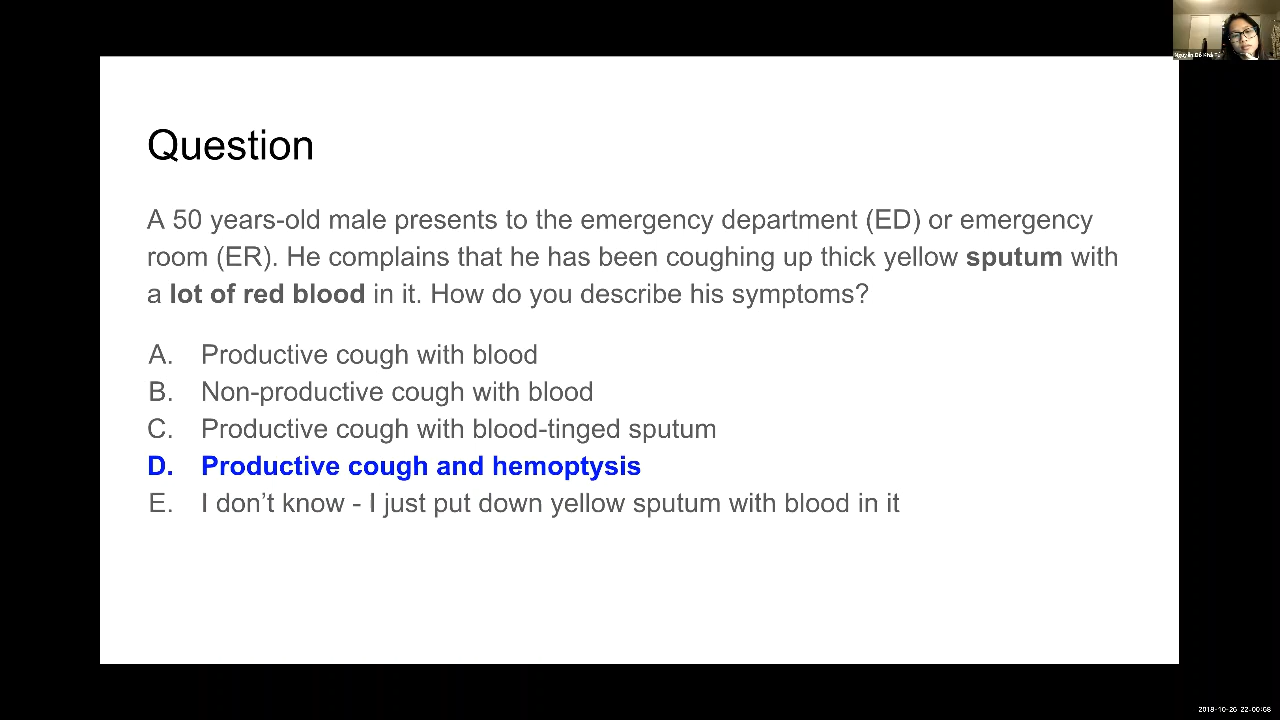 Question
A 50 years-old male presents to the emergency department (ED) or emergency
room (ER). He complains that he has been coughing up thick yellow sputum with
a lot of red blood in it. How do you describe his symptoms?
A. Productive cough with blood
B. Non-productive cough with blood
C. Productive cough with blood-tinged sputum
D. Productive cough and hemoptysis
E. I don’t know - I just put down yellow sputum with blood in it